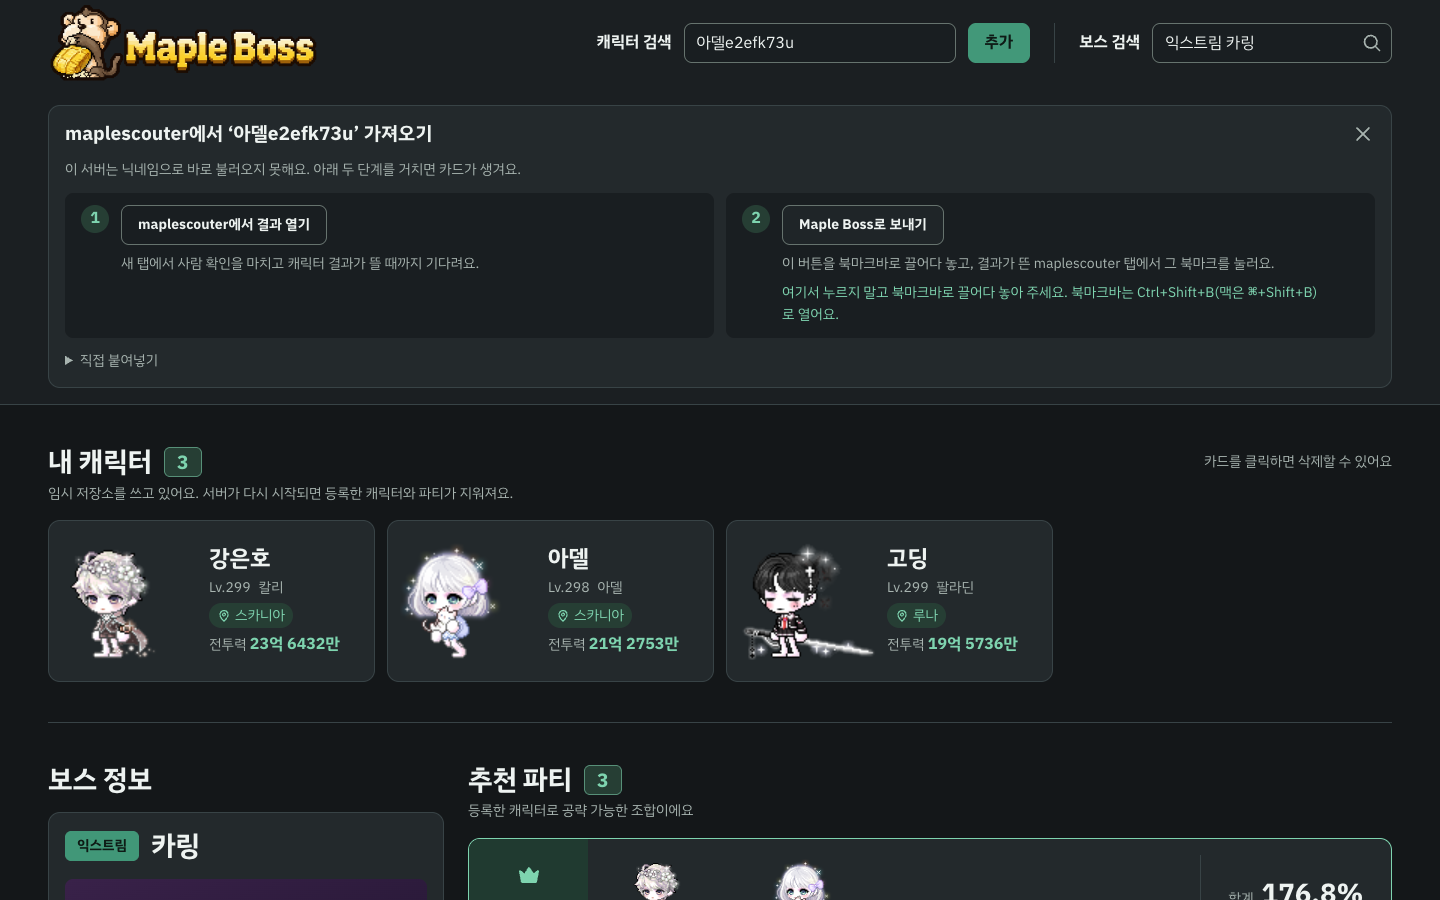 Maple Boss
캐릭터 검색
아델e2efk73u
추가
보스 검색
익스트림 카링
maplescouter에서 ‘아델e2efk73u’ 가져오기
이 서버는 닉네임으로 바로 불러오지 못해요. 아래 두 단계를 거치면 카드가 생겨요.
1
maplescouter에서 결과 열기
새 탭에서 사람 확인을 마치고 캐릭터 결과가 뜰 때까지 기다려요.
2
Maple Boss로 보내기
이 버튼을 북마크바로 끌어다 놓고, 결과가 뜬 maplescouter 탭에서 그 북마크를 눌러요.
여기서 누르지 말고 북마크바로 끌어다 놓아 주세요. 북마크바는 Ctrl+Shift+B(맥은 ⌘+Shift+B)
로 열어요.
▶ 직접 붙여넣기
내 캐릭터 3
카드를 클릭하면 삭제할 수 있어요
임시 저장소를 쓰고 있어요. 서버가 다시 시작되면 등록한 캐릭터와 파티가 지워져요.
강은호
Lv.299 칼리
스카니아
전투력 23억 6432만
아델
Lv.298 아델
스카니아
전투력 21억 2753만
고딩
Lv.299 팔라딘
루나
전투력 19억 5736만
보스 정보
익스트림 카링
추천 파티 3
등록한 캐릭터로 공략 가능한 조합이에요
합계 176.8%